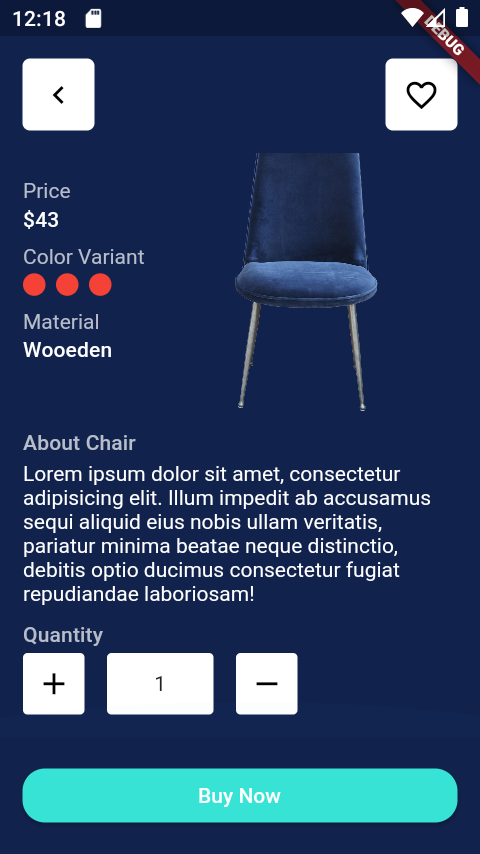 12:18
DEBUG
Price
$43
Color Variant
Material
Wooeden
About Chair
Lorem ipsum dolor sit amet, consectetur
adipisicing elit. Illum impedit ab accusamus
sequi aliquid eius nobis ullam veritatis,
pariatur minima beatae neque distinctio,
debitis optio ducimus consectetur fugiat
repudiandae laboriosam!
Quantity
1
Buy Now